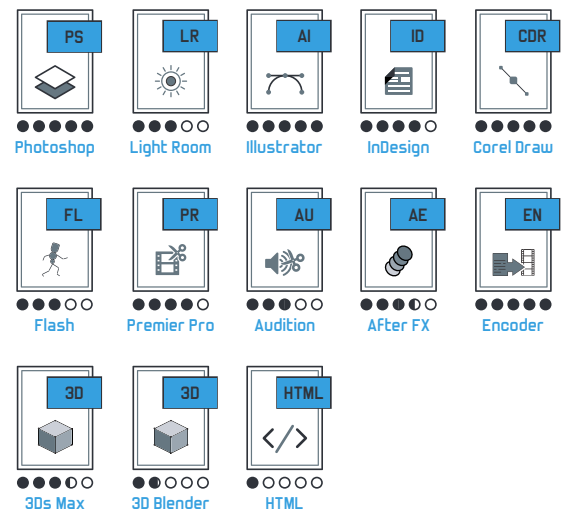 PS
LR
AI
ID
CDR
Photoshop
Light Room
Illustrator
InDesign
Corel Draw
FL
PR
AU
AE
EN
Flash
Premier Pro
Audition
After FX
Encoder
3D
3D
HTML
3Ds Max
3D Blender
HTML